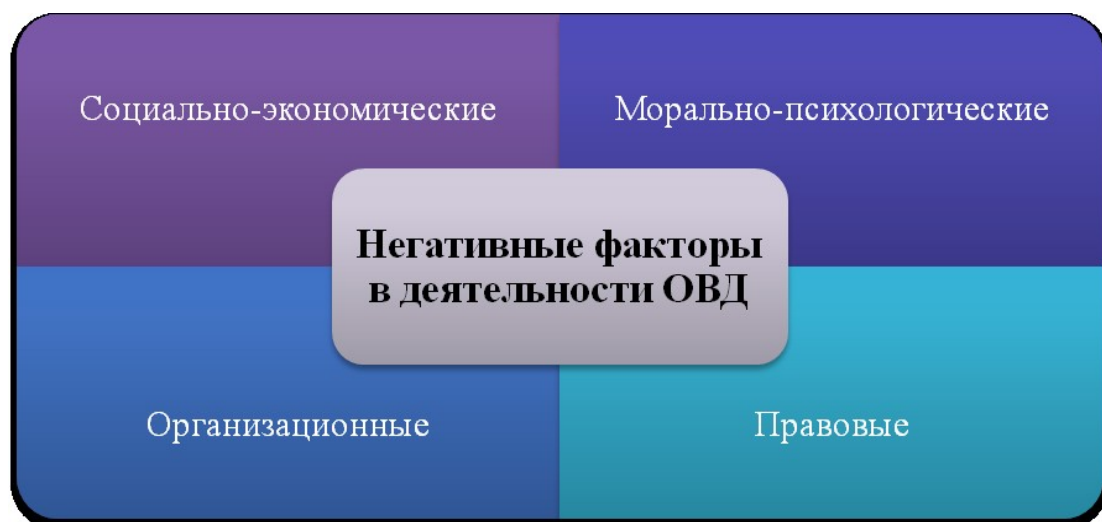 Социально-экономические
Морально-психологические
Негативные факторы
в деятельности ОВД
Организационные
Правовые